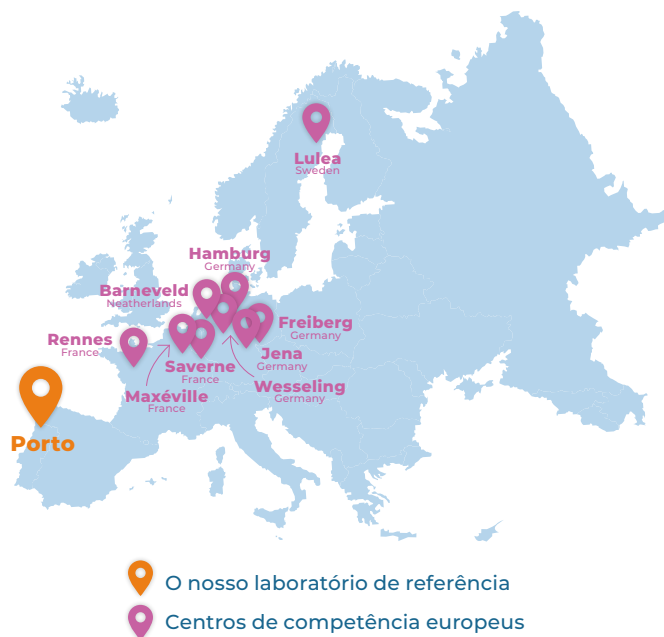 Lulea
Sweden
Hamburg
Germany
Barneveld
Neatherlands
Freiberg
Germany
Rennes
France
Jena
Germany
Saverne
France
Wesseling
Germany
Maxéville
France
Porto
O nosso laboratório de referência
Centros de competência europeus